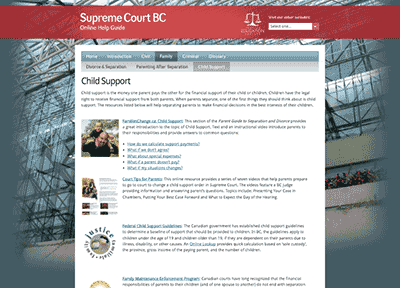 Supreme Court BC
Online Help Guide
Visit our other websites
Select a site...
EDUCATION
Home Introduction Civil Family Criminal Glossary
Divorce & Separation Parenting After Separation Child Support
Child Support
Child support is the money one parent pays the other for the financial support of their child or children. Children have the legal
right to receive financial support from both parents. When parents separate, one of the first things they should think about is child
support. The resources listed below will help separating parents to make financial decisions in the best interests of their children.
FamiliesChange.ca: Child Support: This section of the Parent Guide to Separation and Divorce provides
a great introduction to the topic of Child Support. Text and an instructional video introduce parents to
their responsibilities and provide answers to common questions:
How do we calculate support payments?
What if we don't agree?
What about special expenses?
What if a parent doesn't pay?
What if my situations changes?
Court Tips for Parents: This online resource provides a series of seven videos that help parents prepare
to go to court to change a child support order in Supreme Court. The videos feature a BC judge
providing information and answering parent's questions. Topics include: Presenting Your Case in
Chambers, Putting Your Best Case Forward and What to Expect the Day of the Hearing.
Justice
Family
Federal Child Support Guidelines: The Canadian government has established child support guidelines
to determine a baseline of support that should be provided to children. In BC, the guidelines apply to
children under the age of 19 and children older than 19, if they are dependent on their parents due to
illness, disability, or other causes. An Online Lookup provides quick calculation based on 'sole custody',
the province, gross income of the paying parent, and the number of children.
Family Maintenance Enforcement Program: Canadian courts have long recognized that the financial
responsibilities of parents to their children (and of one spouse to another) on and with separation